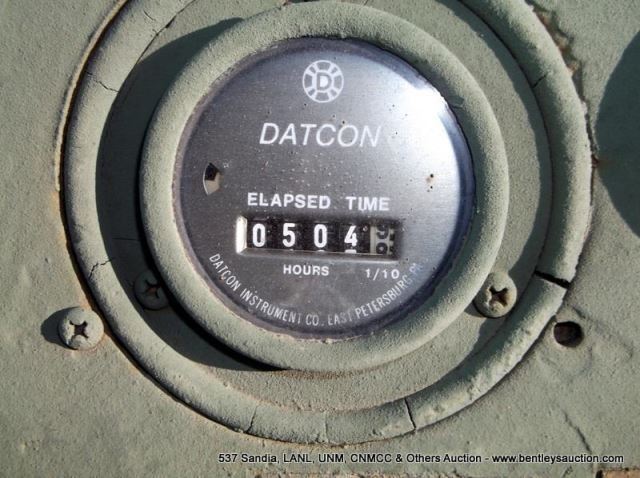 D
DATCON
ELAPSED TIME
0504
HOURS 1/10
DATCON INSTRUMENT CO., EAST PETERSBURG, PA
537 Sandia, LANL, UNM, CNMCC & Others Auction - www.bentleysauction.com